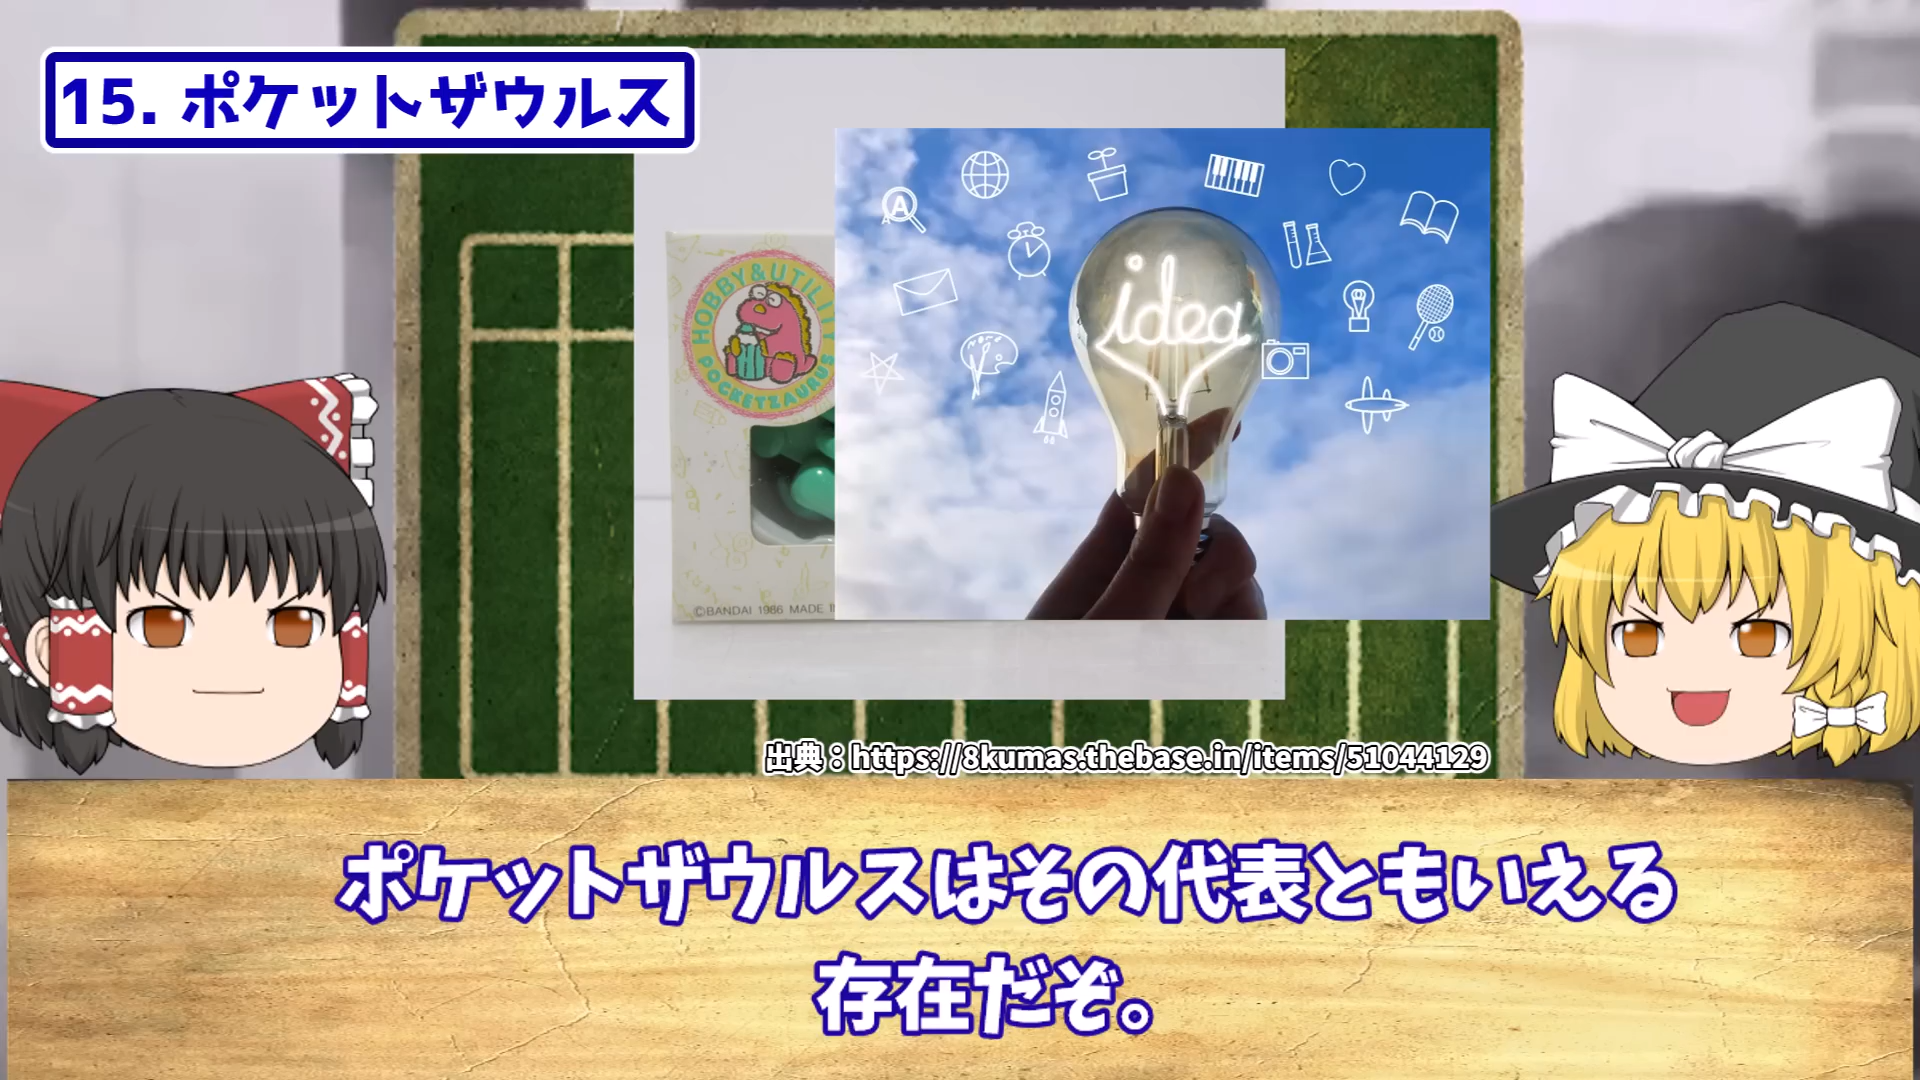 15. ポケットザウルス
HOBBY & UTILITY
POCKETZAURUS
©BANDAI 1986 MADE
A
A
idea
出典：https://8kumas.thebase.in/items/51044129
ポケットザウルスはその代表ともいえる
存在だぞ。